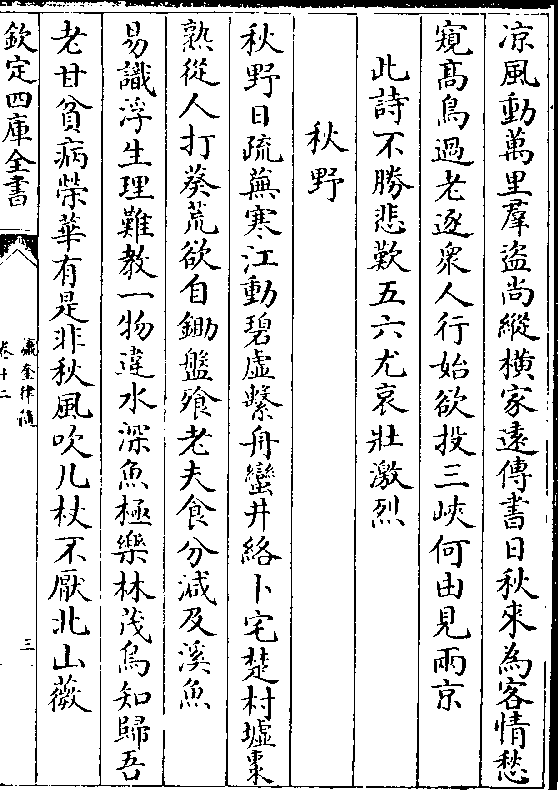 凉風動萬里羣盗尚縱横家遠傳書日秋來為客情愁
窺髙鳥過老逐衆人行始欲投三峽何由見兩京
此詩不勝悲歎五六尤哀壯激烈
秋野
秋野日疏蕪寒江動碧虚繫舟蠻井絡卜宅楚村墟棗
熟從人打葵荒欲自鋤盤飱老夫食分減及溪魚
易識浮生理難教一物違水深魚極樂林茂鳥知歸吾
老甘貧病榮華有是非秋風吹几杖不厭北山薇
欽定四庫全書
瀛奎律髓
卷十二
三